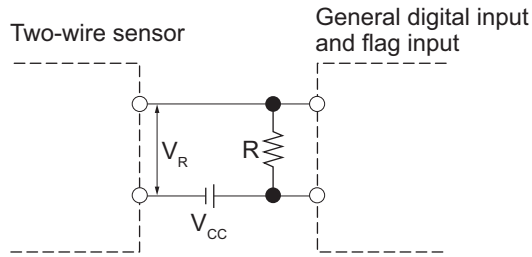 Two-wire sensor
General digital input
and flag input
V_R
R
V_CC